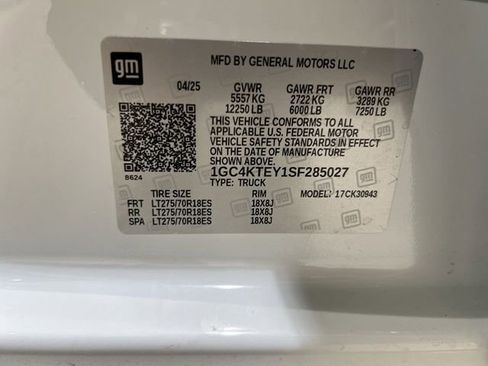 gm
MFD BY GENERAL MOTORS LLC
04/25 GVWR GAWR FRT GAWR RR
5557 KG 2722 KG 3289 KG
12250 LB 6000 LB 7250 LB
THIS VEHICLE CONFORMS TO ALL
APPLICABLE U.S. FEDERAL MOTOR
VEHICLE SAFETY STANDARDS IN
EFFECT ON THE DATE OF
MANUFACTURE SHOWN ABOVE.
1GC4KTEY1SF285027
B624
TYPE: TRUCK
TIRE SIZE RIM MODEL: 17CK30943
FRT LT275/70R18ES 18X8J
RR LT275/70R18ES 18X8J
SPA LT275/70R18ES 18X8J